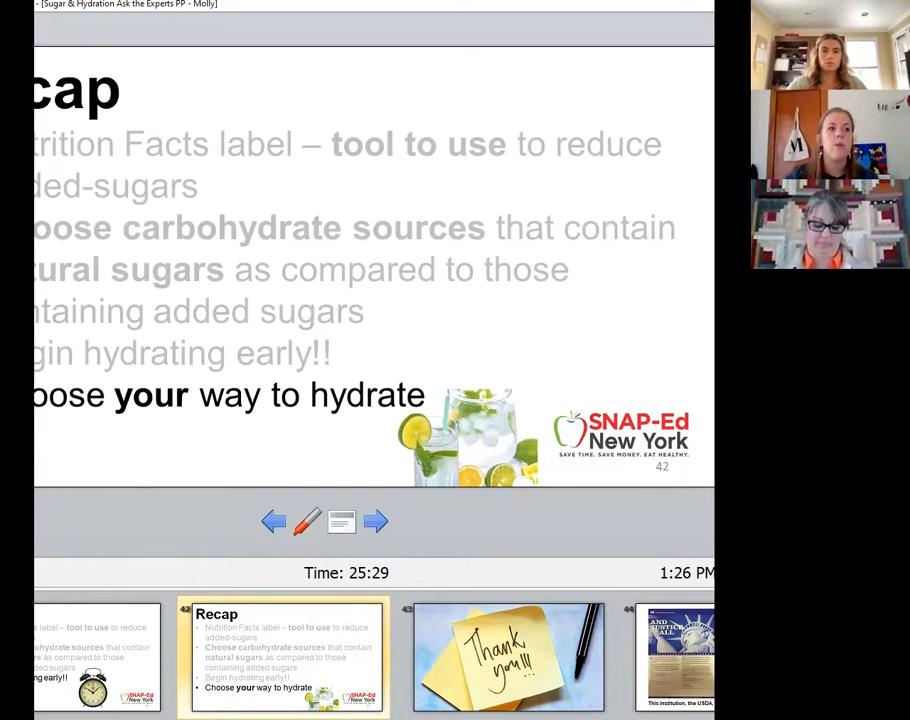 - [Sugar & Hydration Ask the Experts PP - Molly]
cap
trition Facts label – tool to use to reduce
ded-sugars
oose carbohydrate sources that contain
tural sugars as compared to those
ntaining added sugars
gin hydrating early!!
oose your way to hydrate
SNAP-Ed
New York
SAVE TIME. SAVE MONEY. EAT HEALTHY.
42
M
Time: 25:29
1:26 PM
s label – tool to use to reduce
hydrate sources that contain
rs as compared to those
ed sugars
ng early!!
SNAP-Ed
New York
42
Recap
• Nutrition Facts label – tool to use to reduce
added-sugars
• Choose carbohydrate sources that contain
natural sugars as compared to those
containing added sugars
• Begin hydrating early!!
• Choose your way to hydrate
SNAP-Ed
New York
43
Thank
you!!!
44
AND
JUSTICE
ALL
This institution, the USDA,